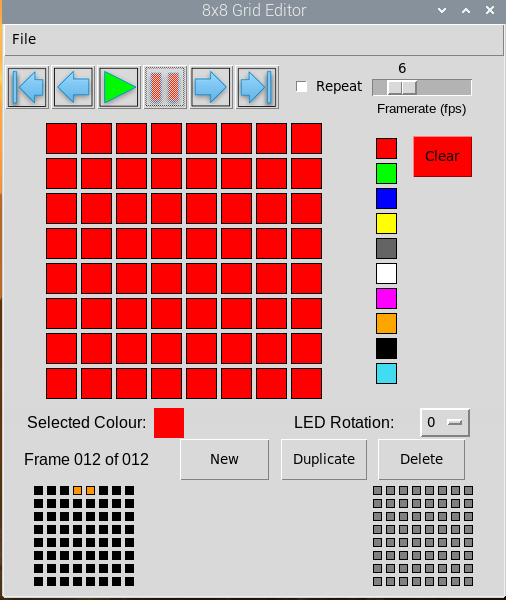 8x8 Grid Editor
File
6
Repeat
Framerate (fps)
Clear
Selected Colour:
LED Rotation:
0
Frame 012 of 012
New
Duplicate
Delete